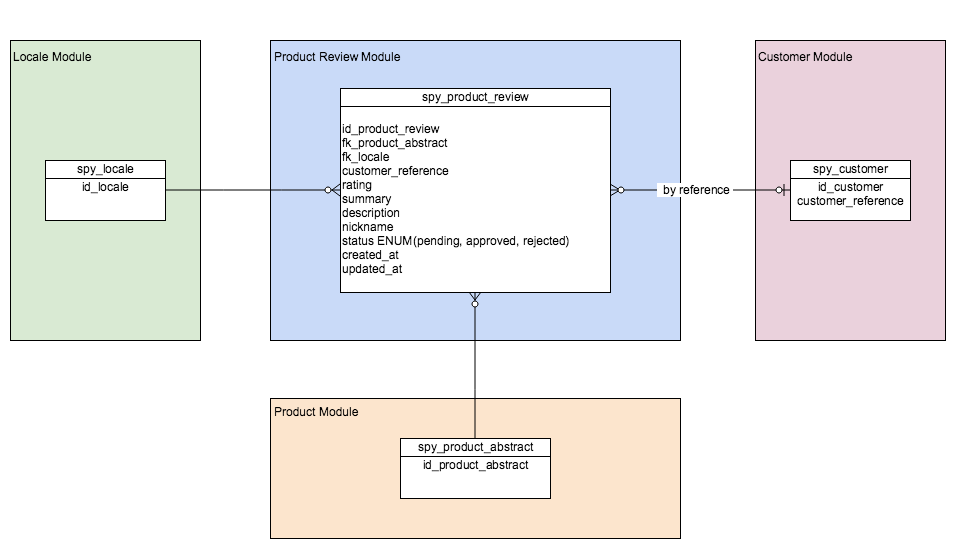 Locale Module
spy_locale
id_locale
Product Review Module
spy_product_review
id_product_review
fk_product_abstract
fk_locale
customer_reference
rating
summary
description
nickname
status ENUM(pending, approved, rejected)
created_at
updated_at
by reference
Customer Module
spy_customer
id_customer
customer_reference
Product Module
spy_product_abstract
id_product_abstract